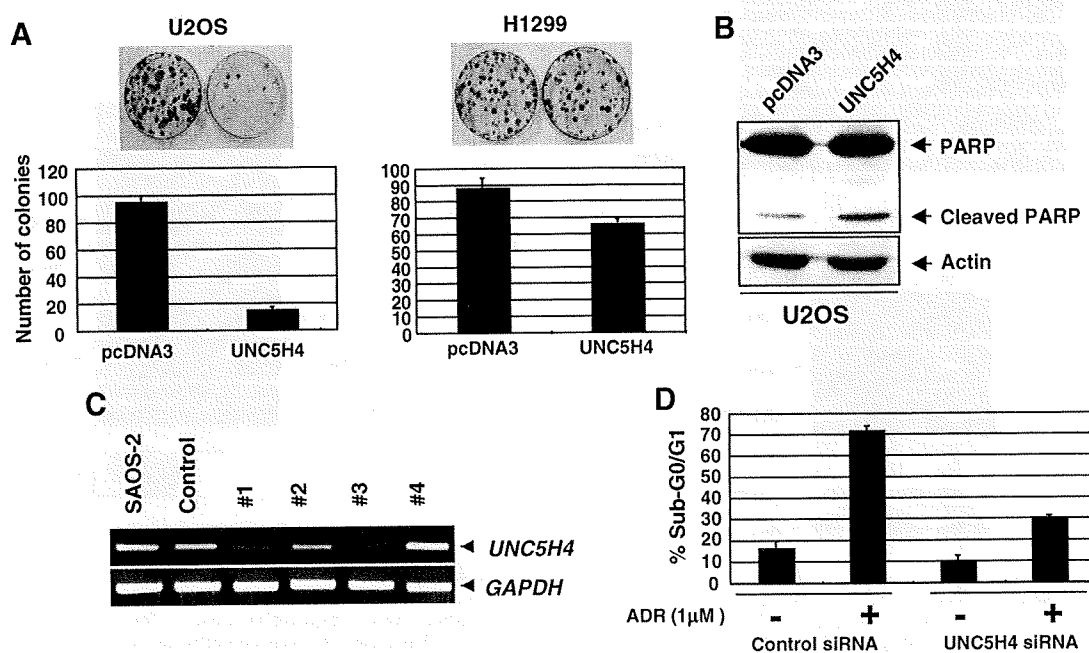 A
U2OS
H1299
Number of colonies
120
100
80
60
40
20
0
pcDNA3
UNC5H4
100
90
80
70
60
50
40
30
20
10
0
pcDNA3
UNC5H4
B
pcDNA3
UNC5H4
PARP
Cleaved PARP
Actin
U2OS
C
SAOS-2
Control
#1
#2
#3
#4
UNC5H4
GAPDH
D
% Sub-G0/G1
80
70
60
50
40
30
20
10
0
ADR (1μM)
- + - +
Control siRNA
UNC5H4 siRNA